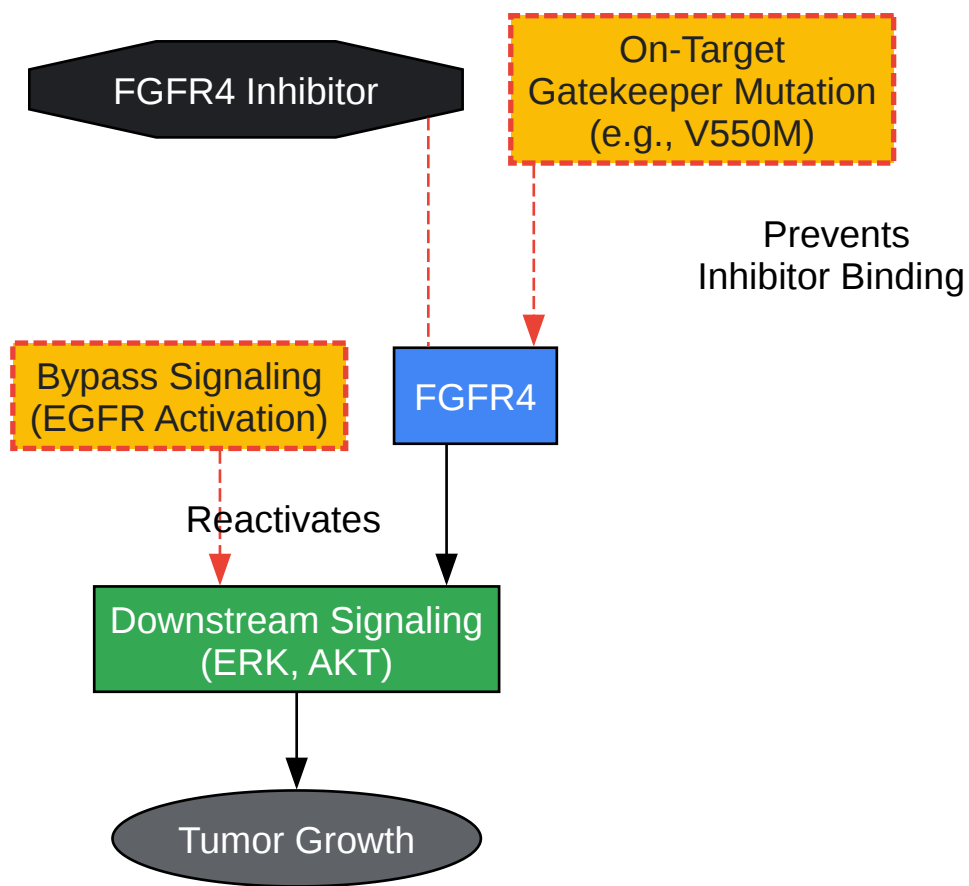 FGFR4 Inhibitor
On-Target
Gatekeeper Mutation
(e.g., V550M)
Prevents
Inhibitor Binding
Bypass Signaling
(EGFR Activation)
FGFR4
Reactivates
Downstream Signaling
(ERK, AKT)
Tumor Growth